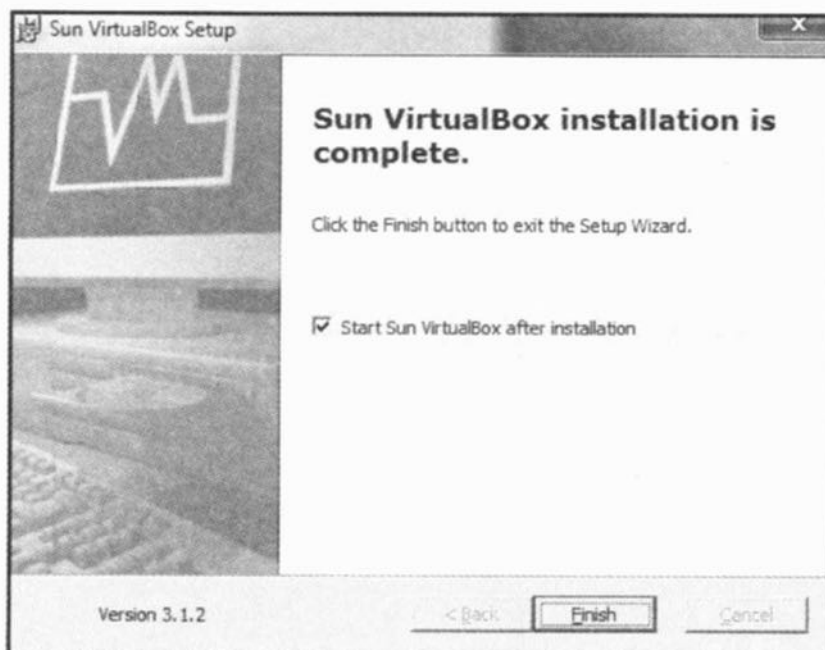 Sun VirtualBox Setup
X
Sun VirtualBox installation is
complete.
Click the Finish button to exit the Setup Wizard.
Start Sun VirtualBox after installation
Version 3.1.2
< Back
Finish
Cancel